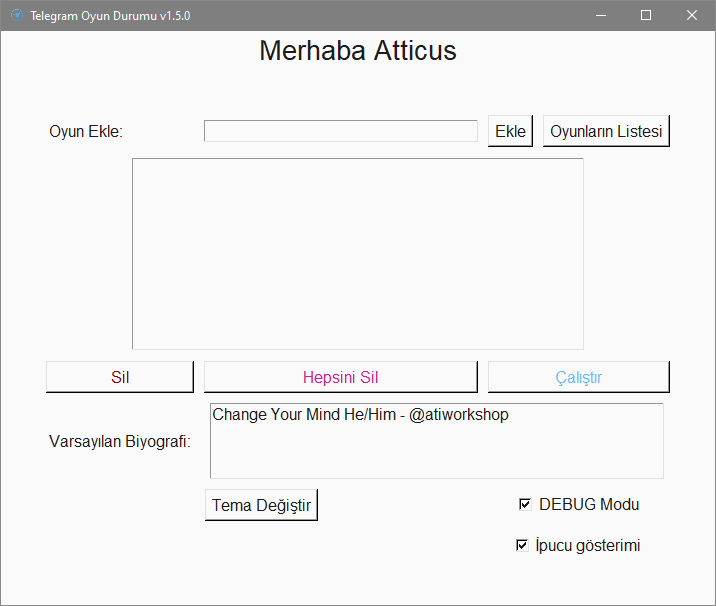 Telegram Oyun Durumu v1.5.0
Merhaba Atticus
Oyun Ekle:
Ekle
Oyunların Listesi
Sil
Hepsini Sil
Çalıştır
Varsayılan Biyografi:
Change Your Mind He/Him - @atiworkshop
Tema Değiştir
DEBUG Modu
İpucu gösterimi